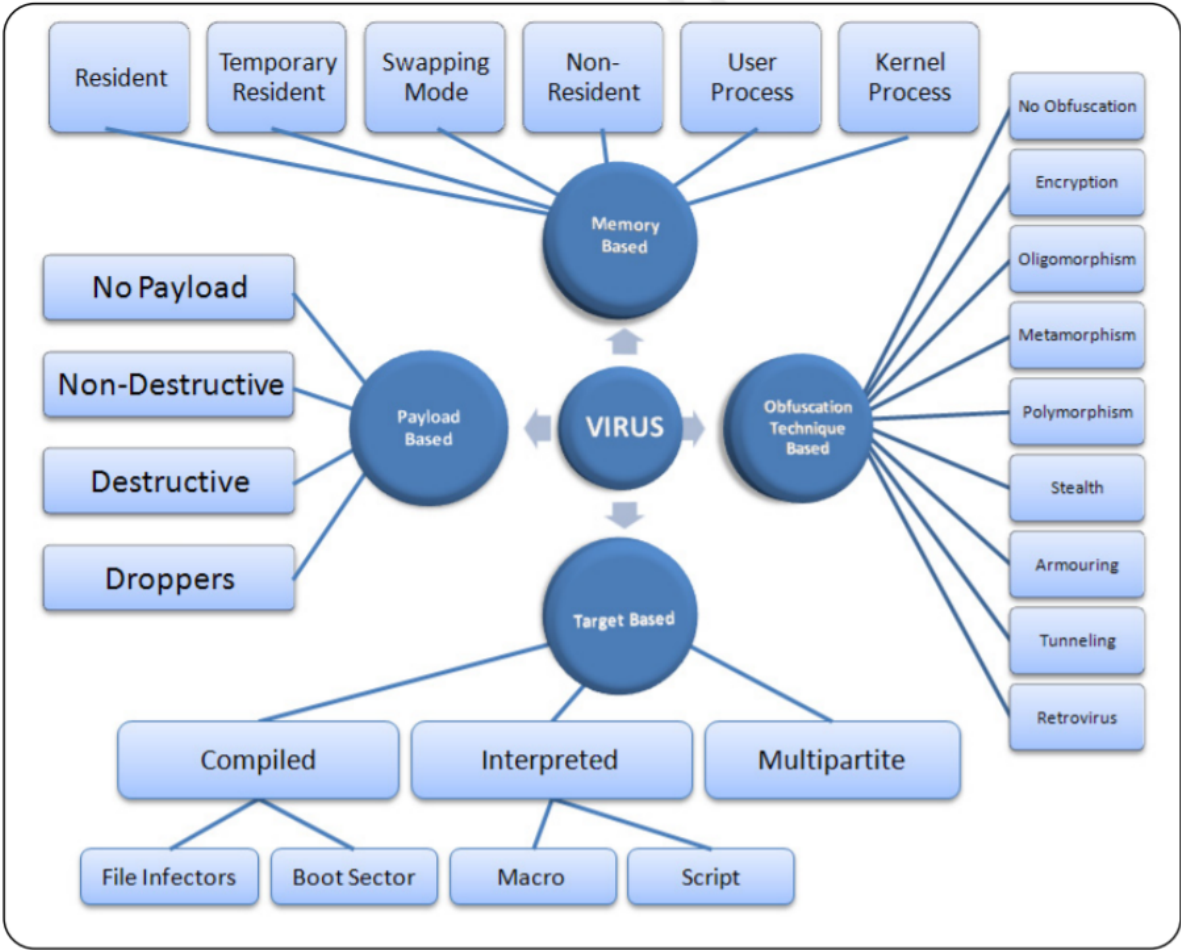 Resident
Temporary
Resident
Swapping
Mode
Non-
Resident
User
Process
Kernel
Process
Memory
Based
No Payload
Non-Destructive
Destructive
Droppers
Payload
Based
VIRUS
Obfuscation
Technique
Based
No Obfuscation
Encryption
Oligomorphism
Metamorphism
Polymorphism
Stealth
Armouring
Tunneling
Retrovirus
Target Based
Compiled
Interpreted
Multipartite
File Infectors
Boot Sector
Macro
Script